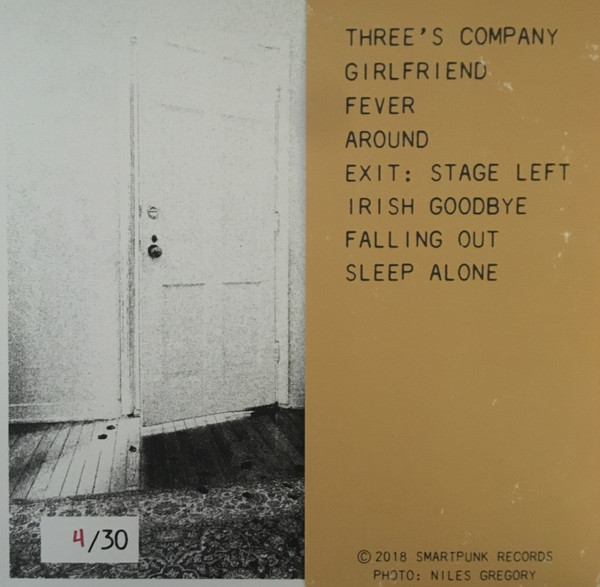 THREE'S COMPANY
GIRLFRIEND
FEVER
AROUND
EXIT: STAGE LEFT
IRISH GOODBYE
FALLING OUT
SLEEP ALONE
4/30
©2018 SMARTPUNK RECORDS
PHOTO: NILES GREGORY